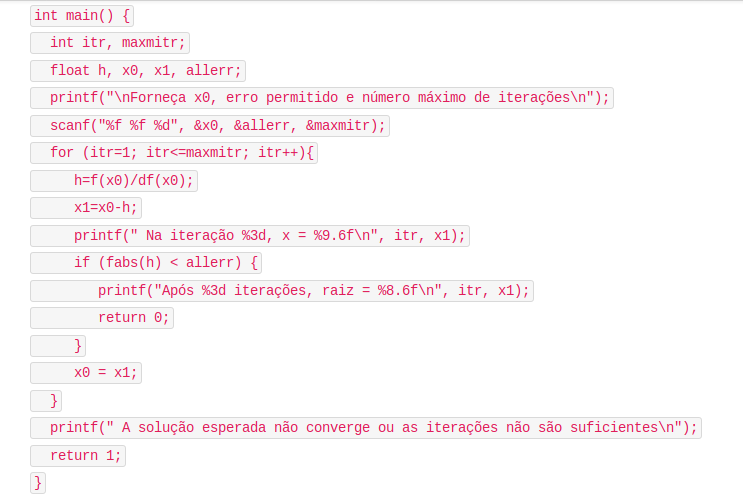 int main() {
  int itr, maxmitr;
  float h, x0, x1, allerr;
  printf("\nForneça x0, erro permitido e número máximo de iterações\n");
  scanf("%f %f %d", &x0, &allerr, &maxmitr);
  for (itr=1; itr<=maxmitr; itr++){
     h=f(x0)/df(x0);
     x1=x0-h;
     printf(" Na iteração %3d, x = %9.6f\n", itr, x1);
     if (fabs(h) < allerr) {
        printf("Após %3d iterações, raiz = %8.6f\n", itr, x1);
        return 0;
     }
     x0 = x1;
  }
  printf(" A solução esperada não converge ou as iterações não são suficientes\n");
  return 1;
}